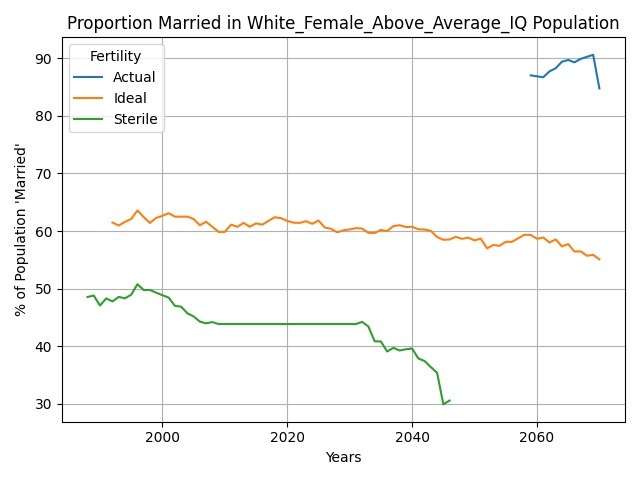 Proportion Married in White_Female_Above_Average_IQ Population
Fertility
Actual
Ideal
Sterile
% of Population 'Married'
90
80
70
60
50
40
30
2000
2020
2040
2060
Years